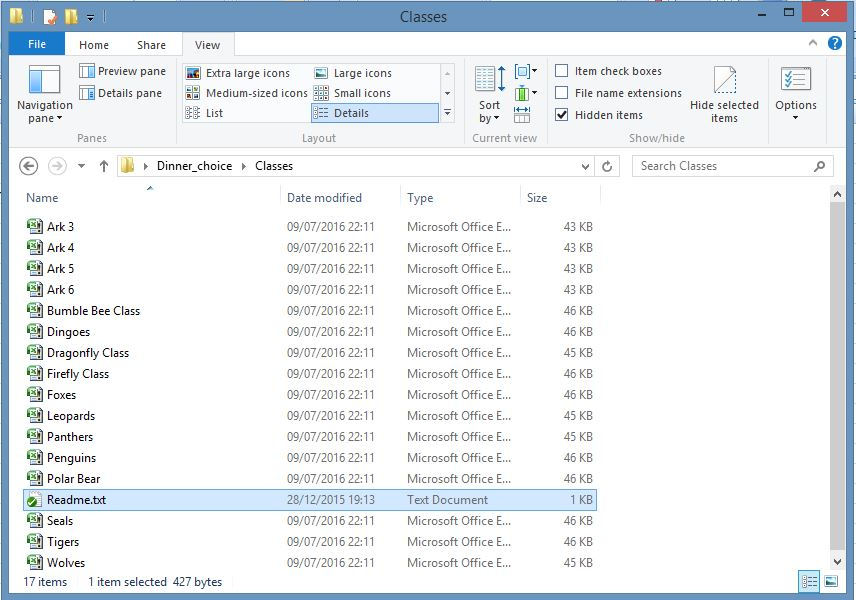 Classes
File Home Share View
Navigation pane
Preview pane
Details pane
Panes
Extra large icons Large icons
Medium-sized icons Small icons
List Details
Layout
Sort by
Current view
Item check boxes
File name extensions
Hidden items
Hide selected items
Show/hide
Options
Dinner_choice Classes
Search Classes
Name Date modified Type Size
Ark 3 09/07/2016 22:11 Microsoft Office E... 43 KB
Ark 4 09/07/2016 22:11 Microsoft Office E... 43 KB
Ark 5 09/07/2016 22:11 Microsoft Office E... 43 KB
Ark 6 09/07/2016 22:11 Microsoft Office E... 43 KB
Bumble Bee Class 09/07/2016 22:11 Microsoft Office E... 46 KB
Dingoes 09/07/2016 22:11 Microsoft Office E... 46 KB
Dragonfly Class 09/07/2016 22:11 Microsoft Office E... 45 KB
Firefly Class 09/07/2016 22:11 Microsoft Office E... 46 KB
Foxes 09/07/2016 22:11 Microsoft Office E... 46 KB
Leopards 09/07/2016 22:11 Microsoft Office E... 45 KB
Panthers 09/07/2016 22:11 Microsoft Office E... 45 KB
Penguins 09/07/2016 22:11 Microsoft Office E... 46 KB
Polar Bear 09/07/2016 22:11 Microsoft Office E... 46 KB
Readme.txt 28/12/2015 19:13 Text Document 1 KB
Seals 09/07/2016 22:11 Microsoft Office E... 46 KB
Tigers 09/07/2016 22:11 Microsoft Office E... 46 KB
Wolves 09/07/2016 22:11 Microsoft Office E... 45 KB
17 items 1 item selected 427 bytes